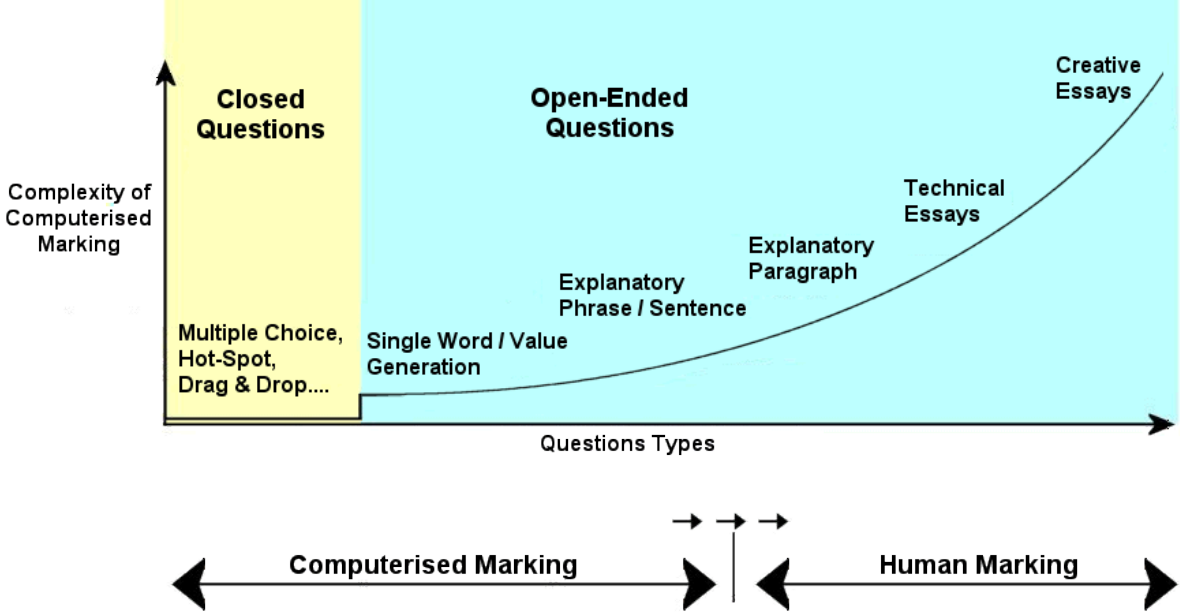 Closed
Questions
Open-Ended
Questions
Creative
Essays
Complexity of
Computerised
Marking
Technical
Essays
Explanatory
Paragraph
Explanatory
Phrase / Sentence
Multiple Choice,
Hot-Spot,
Drag & Drop....
Single Word / Value
Generation
Questions Types
Computerised Marking
Human Marking